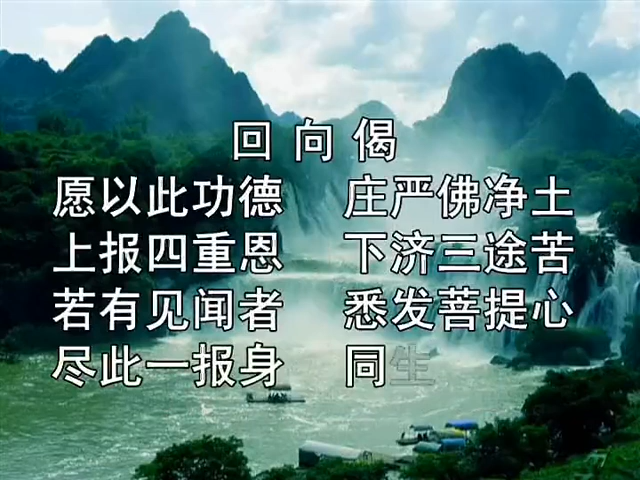 回向偈
愿以此功德 庄严佛净土
上报四重恩 下济三途苦
若有见闻者 悉发菩提心
尽此一报身 同生